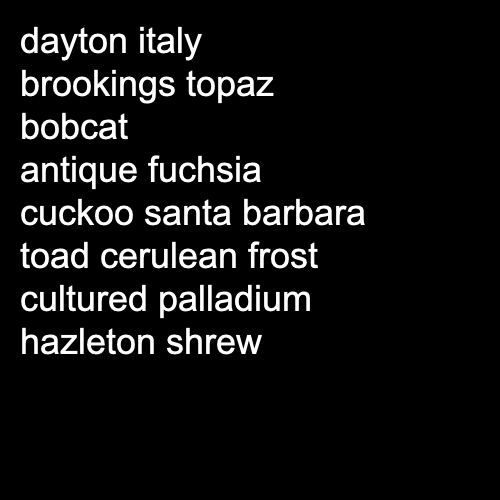 dayton italy
brookings topaz
bobcat
antique fuchsia
cuckoo santa barbara
toad cerulean frost
cultured palladium
hazleton shrew